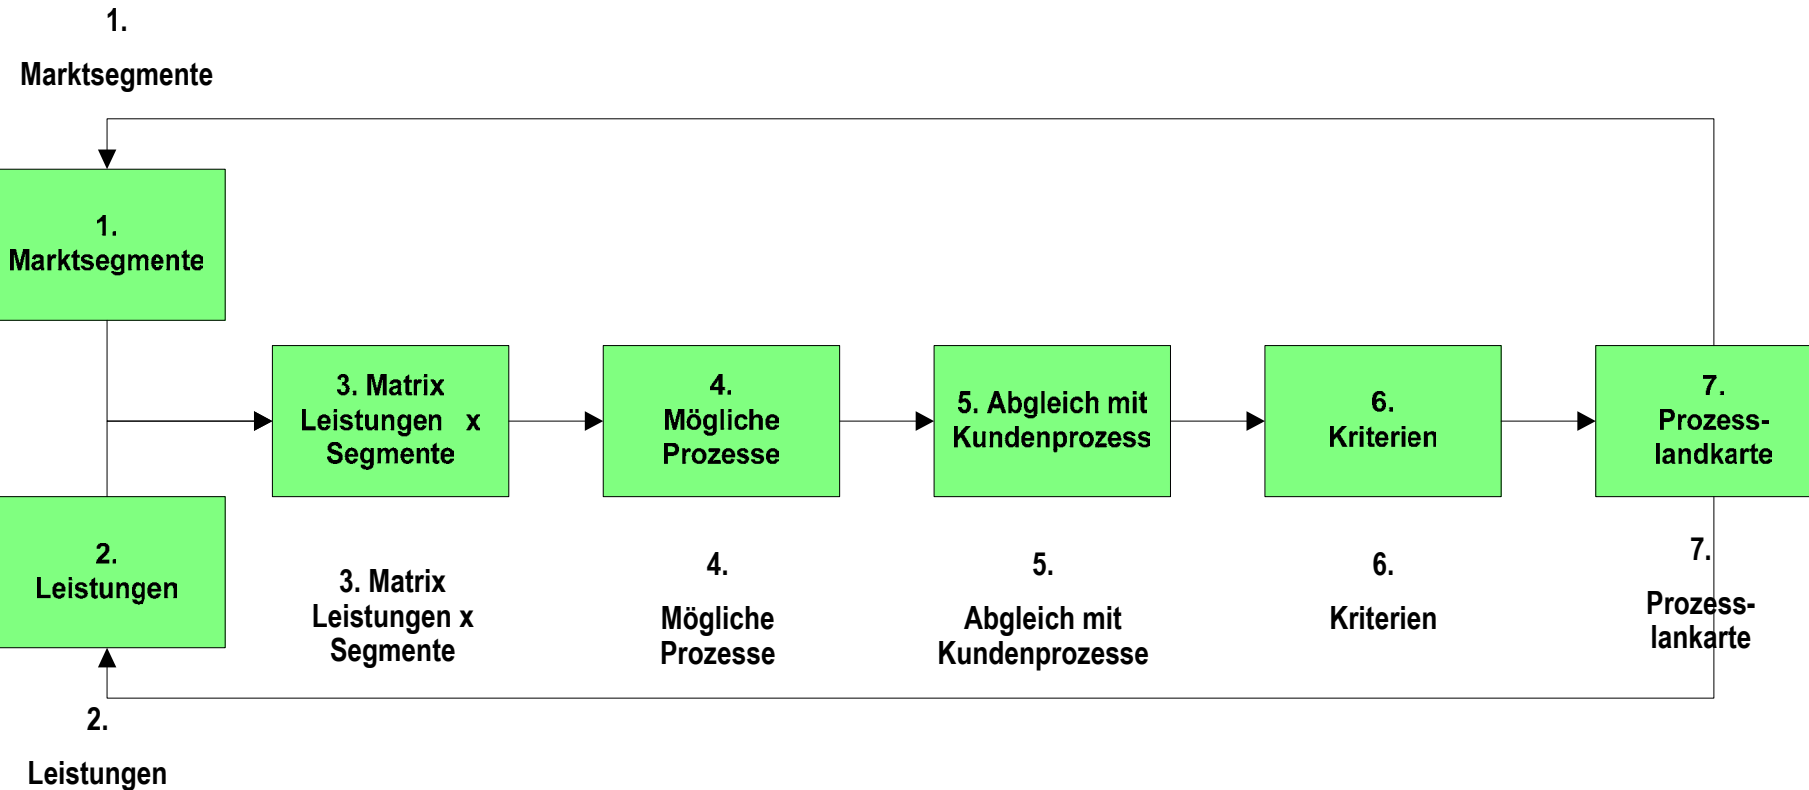 1.
Marktsegmente
1.
Marktsegmente
3. Matrix
Leistungen x
Segmente
4.
Mögliche
Prozesse
5. Abgleich mit
Kundenprozess
6.
Kriterien
7.
Prozess-
landkarte
2.
Leistungen
3. Matrix
Leistungen x
Segmente
4.
Mögliche
Prozesse
5.
Abgleich mit
Kundenprozesse
6.
Kriterien
7.
Prozess-
lankarte
2.
Leistungen